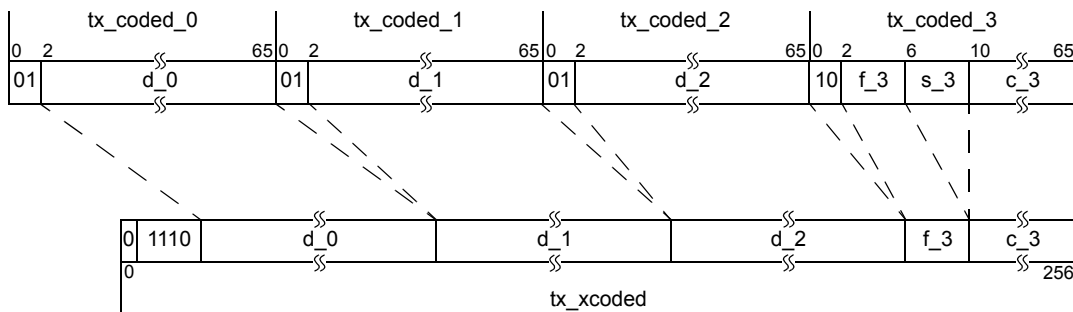 tx_coded_0 tx_coded_1 tx_coded_2 tx_coded_3
0 2 65 0 2 65 0 2 65 0 2 6 10 65
01 d_0 01 d_1 01 d_2 10 f_3 s_3 c_3
0 1110 d_0 d_1 d_2 f_3 c_3
0 256
tx_xcoded